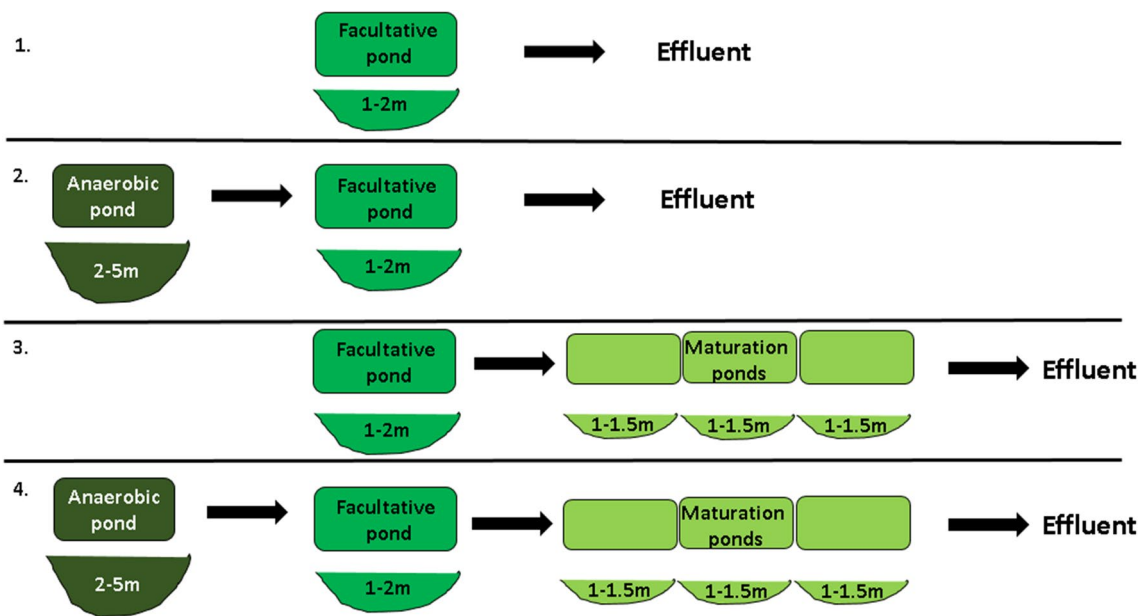 1.
Facultative
pond
Effluent
1-2m
2.
Anaerobic
pond
Facultative
pond
Effluent
2-5m
1-2m
3.
Facultative
pond
Maturation
ponds
Effluent
1-2m
1-1.5m
1-1.5m
1-1.5m
4.
Anaerobic
pond
Facultative
pond
Maturation
ponds
Effluent
2-5m
1-2m
1-1.5m
1-1.5m
1-1.5m